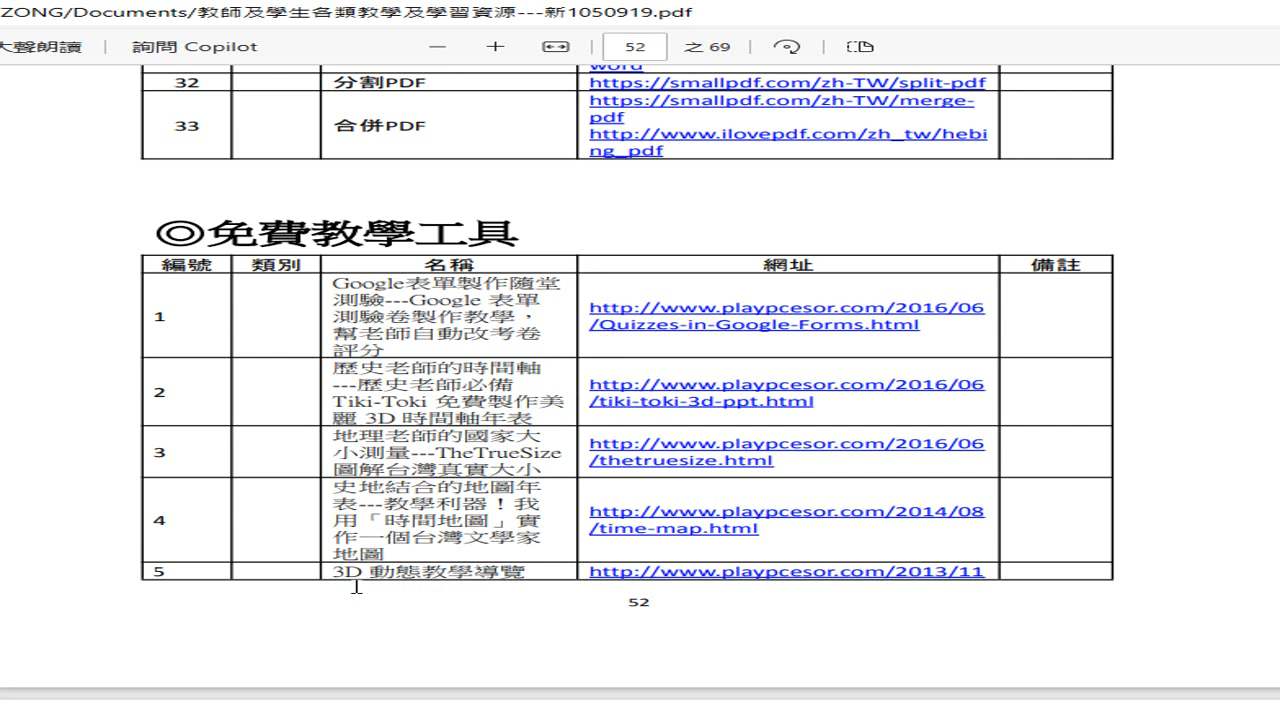 ZONG/Documents/教師及學生各類教學及學習資源---新1050919.pdf
大聲朗讀 詢問 Copilot 52 之 69
word
32 分割PDF https://smallpdf.com/zh-TW/split-pdf
33 合併PDF
https://smallpdf.com/zh-TW/merge-
pdf
http://www.ilovepdf.com/zh_tw/hebi
ng_pdf
◎免費教學工具
編號 類別 名稱 網址 備註
1
Google表單製作隨堂
測驗---Google 表單
測驗卷製作教學，
幫老師自動改考卷
評分
http://www.playpcesor.com/2016/06
/Quizzes-in-Google-Forms.html
2
歷史老師的時間軸
---歷史老師必備
Tiki-Toki 免費製作美
麗 3D 時間軸年表
http://www.playpcesor.com/2016/06
/tiki-toki-3d-ppt.html
3
地理老師的國家大
小測量---TheTrueSize
圖解台灣真實大小
http://www.playpcesor.com/2016/06
/thetruesize.html
4
史地結合的地圖年
表---教學利器！我
用「時間地圖」實
作一個台灣文學家
地圖
http://www.playpcesor.com/2014/08
/time-map.html
5 3D 動態教學導覽 http://www.playpcesor.com/2013/11
52